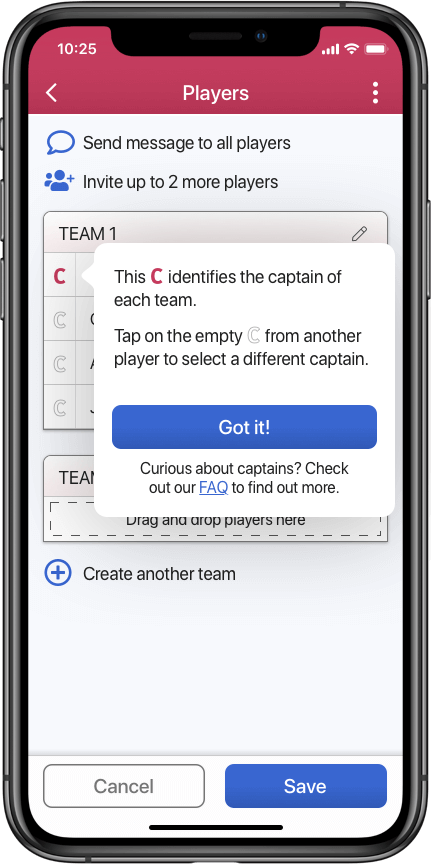 10:25
Players
Send message to all players
Invite up to 2 more players
TEAM 1
C
This C identifies the captain of
each team.
C
Tap on the empty C from another
player to select a different captain.
C
C
Got it!
Curious about captains? Check
out our FAQ to find out more.
Drag and drop players here
Create another team
Cancel
Save